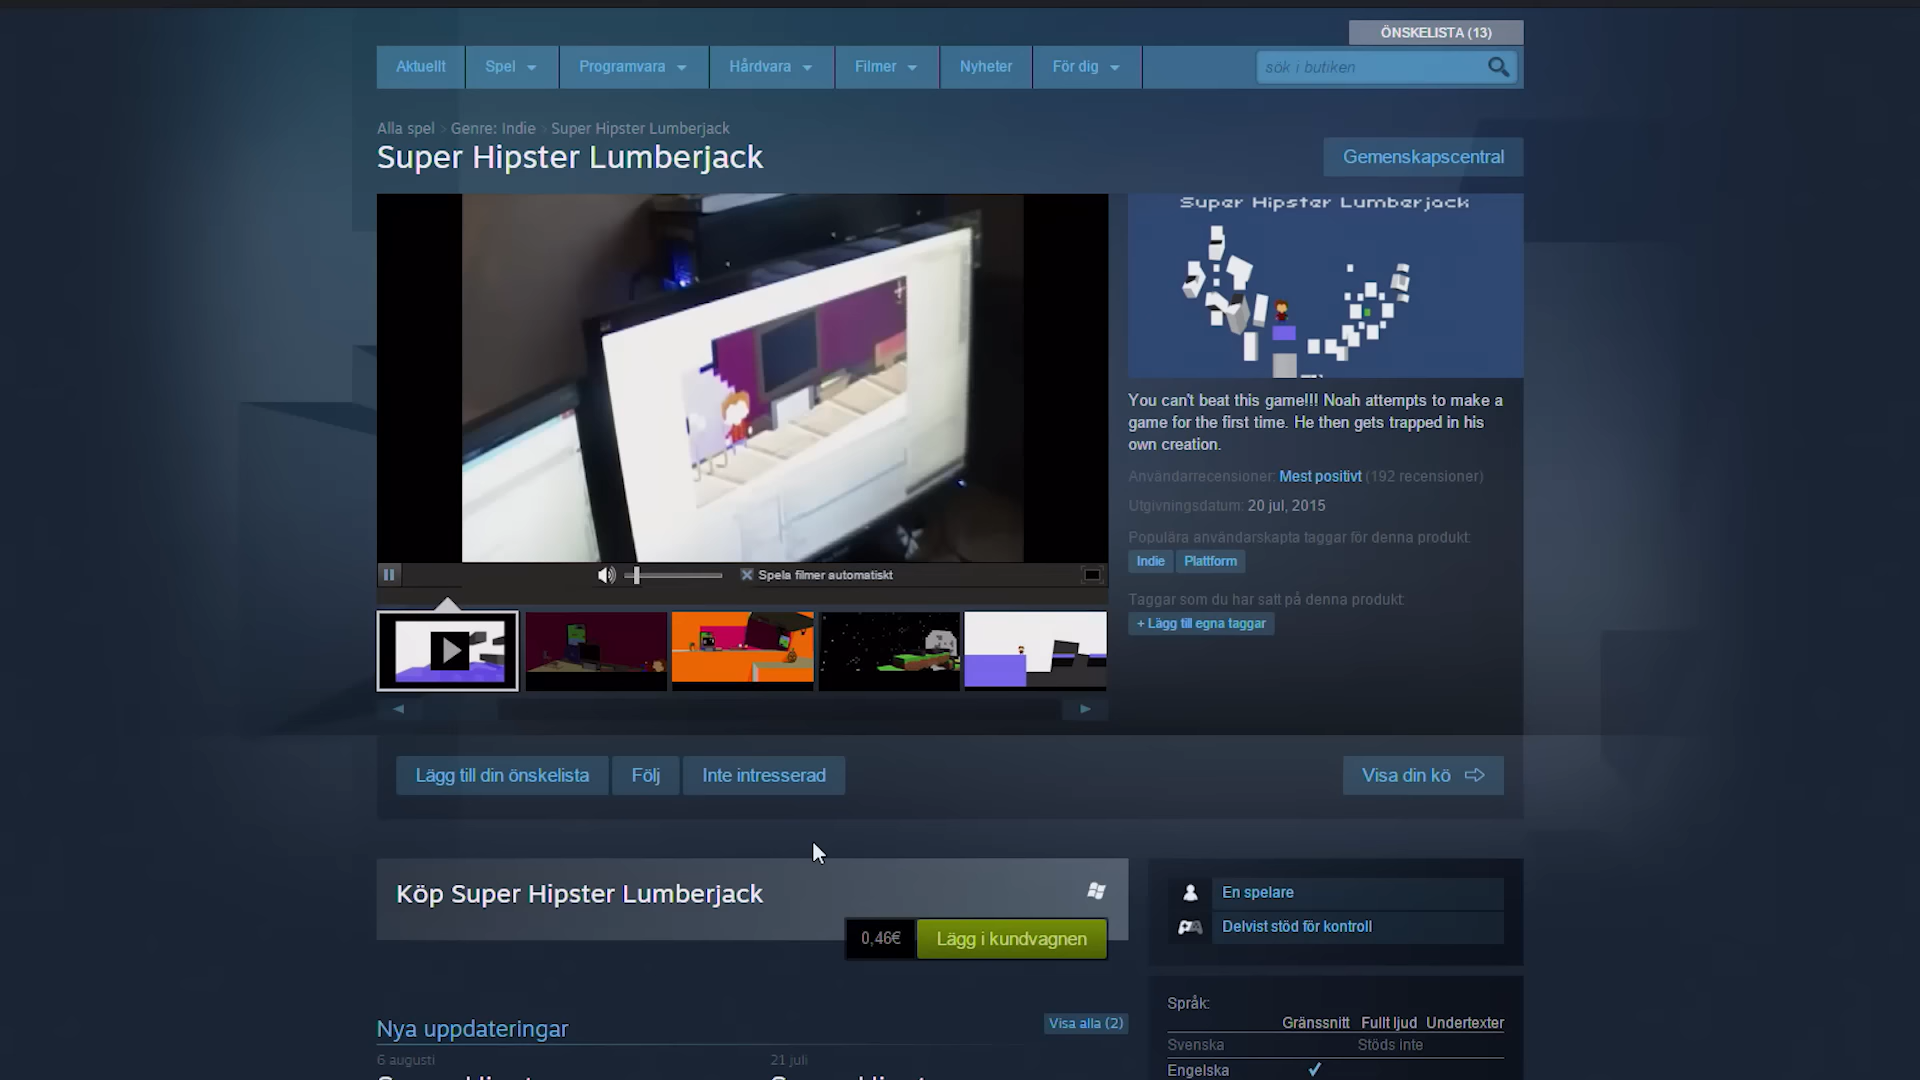 ÖNSKELISTA (13)
Aktuellt Spel Programvara Hårdvara Filmer Nyheter För dig sök i butiken
Alla spel > Genre: Indie > Super Hipster Lumberjack
Super Hipster Lumberjack
Gemenskapscentral
Super Hipster Lumberjack
You can't beat this game!!! Noah attempts to make a
game for the first time. He then gets trapped in his
own creation.
Användarrecensioner: Mest positivt (192 recensioner)
Utgivningsdatum: 20 jul, 2015
Populära användarskapta taggar för denna produkt:
Indie Plattform
Spela filmer automatiskt
Taggar som du har satt på denna produkt:
+ Lägg till egna taggar
Lägg till din önskelista Följ Inte intresserad Visa din kö
Köp Super Hipster Lumberjack
0,46€ Lägg i kundvagnen
En spelare
Delvist stöd för kontroll
Nya uppdateringar
Visa alla (2)
6 augusti 21 juli
Språk:
Gränssnitt Fullt ljud Undertexter
Svenska Stöds inte
Engelska ✓